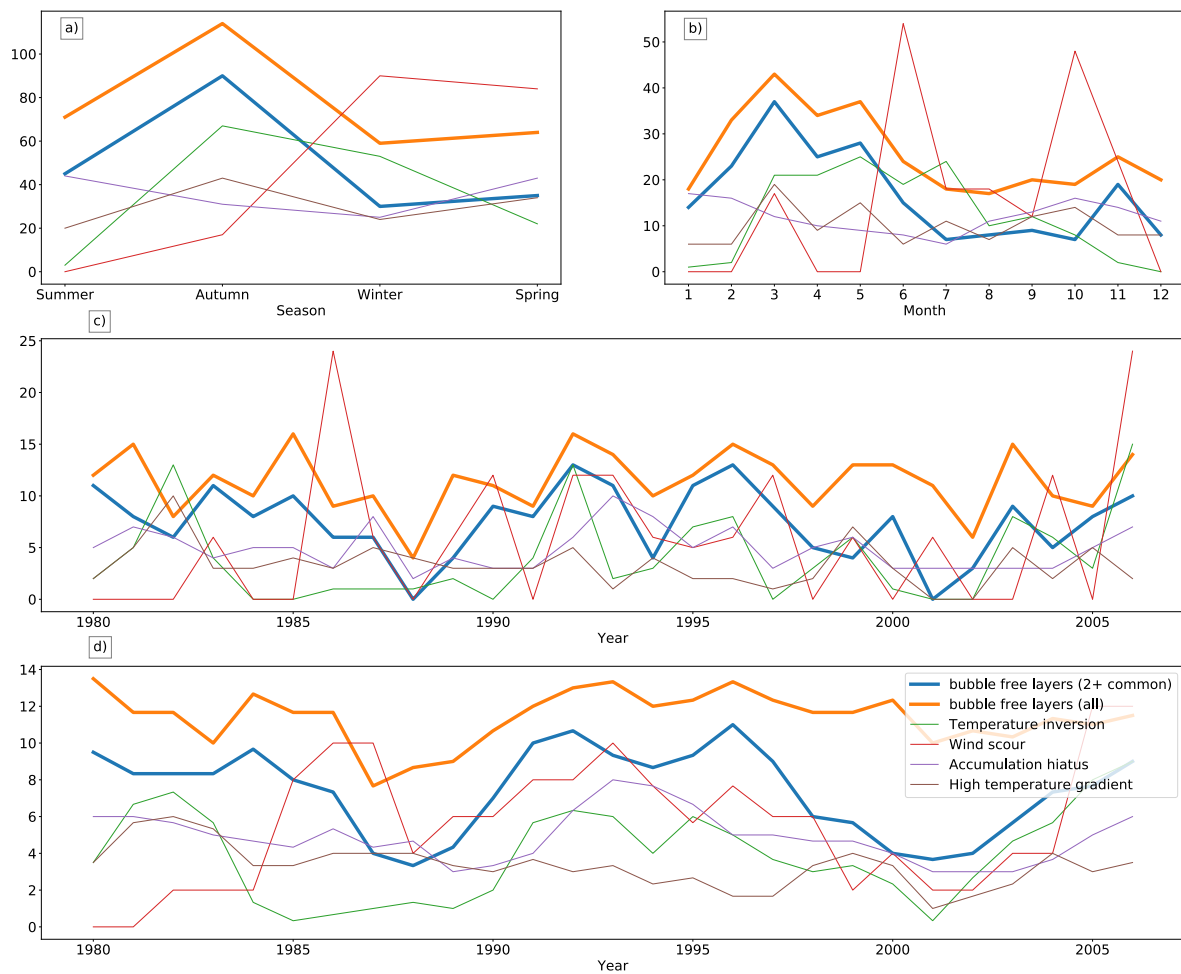 a)
100
80
60
40
20
0
Summer Autumn Winter Spring
Season
b)
50
40
30
20
10
0
1 2 3 4 5 6 7 8 9 10 11 12
Month
c)
25
20
15
10
5
0
1980 1985 1990 1995 2000 2005
Year
d)
14
12
10
8
6
4
2
0
1980 1985 1990 1995 2000 2005
Year
bubble free layers (2+ common)
bubble free layers (all)
Temperature inversion
Wind scour
Accumulation hiatus
High temperature gradient